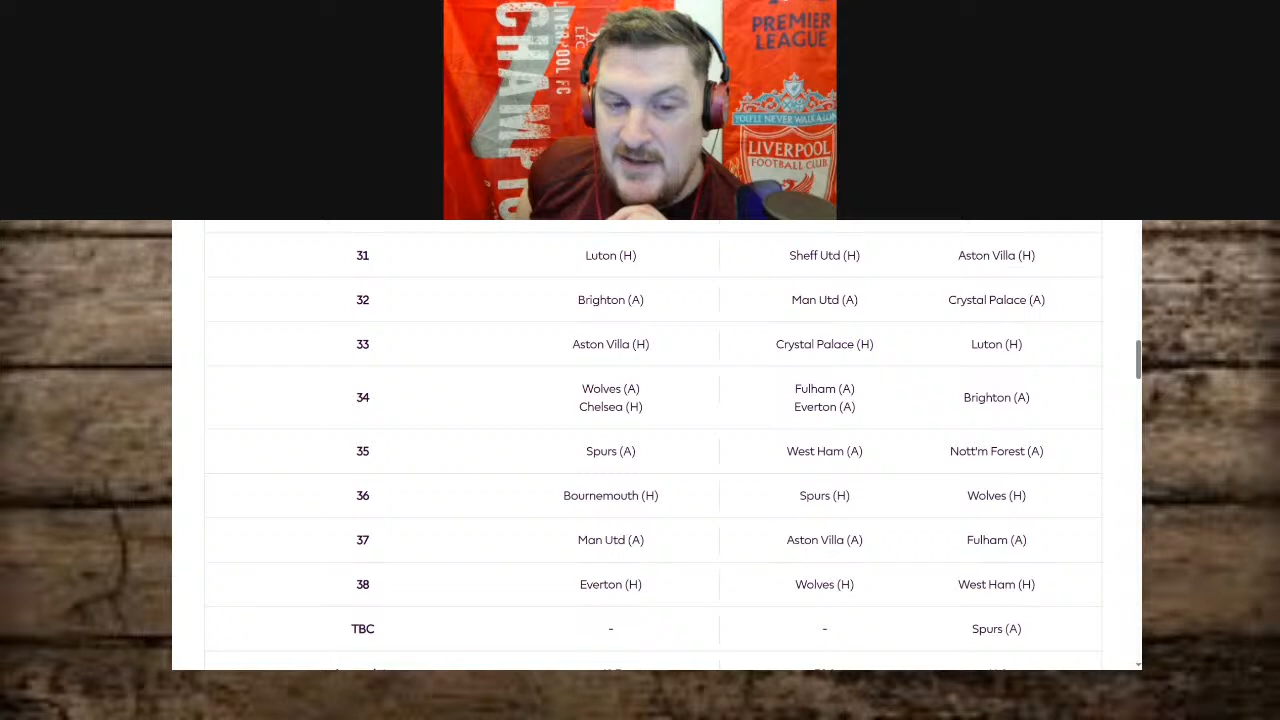 CHAMPIO
LIVERPOOL FC
LFC
PREMIER
LEAGUE
YOU'LL NEVER WALK ALON
LIVERPOOL
FOOTBALL CLUB
31 Luton (H) Sheff Utd (H) Aston Villa (H)
32 Brighton (A) Man Utd (A) Crystal Palace (A)
33 Aston Villa (H) Crystal Palace (H) Luton (H)
34 Wolves (A) Fulham (A) Brighton (A)
Chelsea (H) Everton (A)
35 Spurs (A) West Ham (A) Nott'm Forest (A)
36 Bournemouth (H) Spurs (H) Wolves (H)
37 Man Utd (A) Aston Villa (A) Fulham (A)
38 Everton (H) Wolves (H) West Ham (H)
TBC - - Spurs (A)